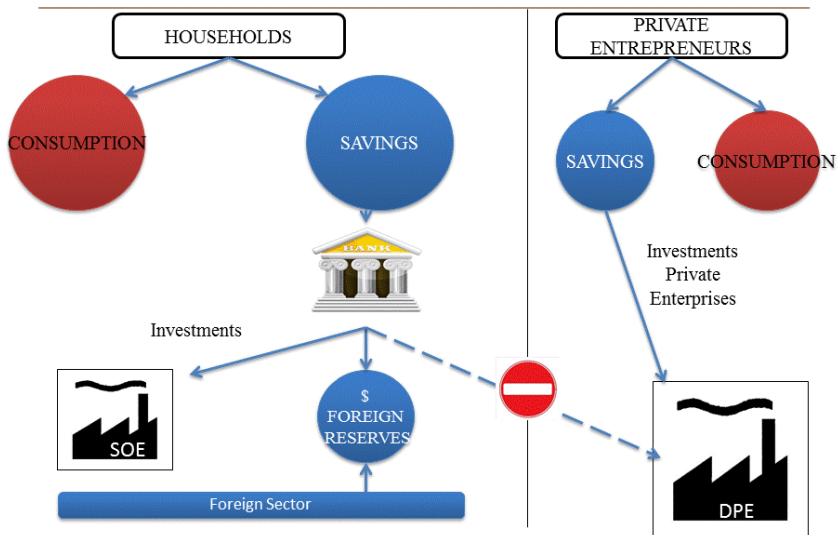 HOUSEHOLDS
PRIVATE
ENTREPRENEURS
CONSUMPTION
SAVINGS
SAVINGS
CONSUMPTION
BANK
Investments
Private
Enterprises
Investments
$
FOREIGN
RESERVES
SOE
Foreign Sector
DPE